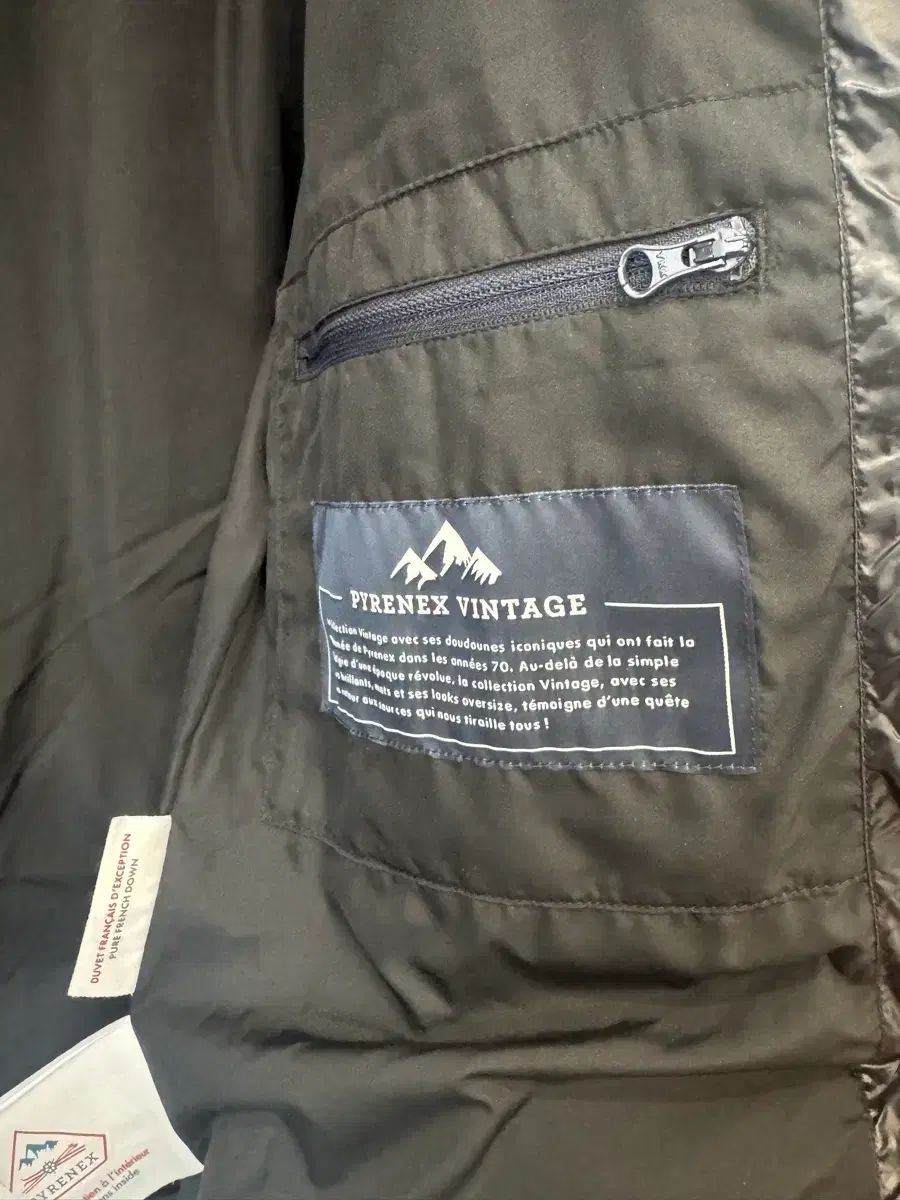 PYRENEX VINTAGE
Vintage avec ses doudounes iconiques qui ont fait la
de Pyrenex dans les années 70. Au-delà de la simple
d'une époque révolue, la collection Vintage, avec ses
brillants, mats et ses looks oversize, témoigne d'une quête
aux sources qui nous tiraille tous !
DUVET FRANÇAIS D'EXCEPTION
PURE FRENCH DOWN
PYRENEX
à l'intérieur
inside